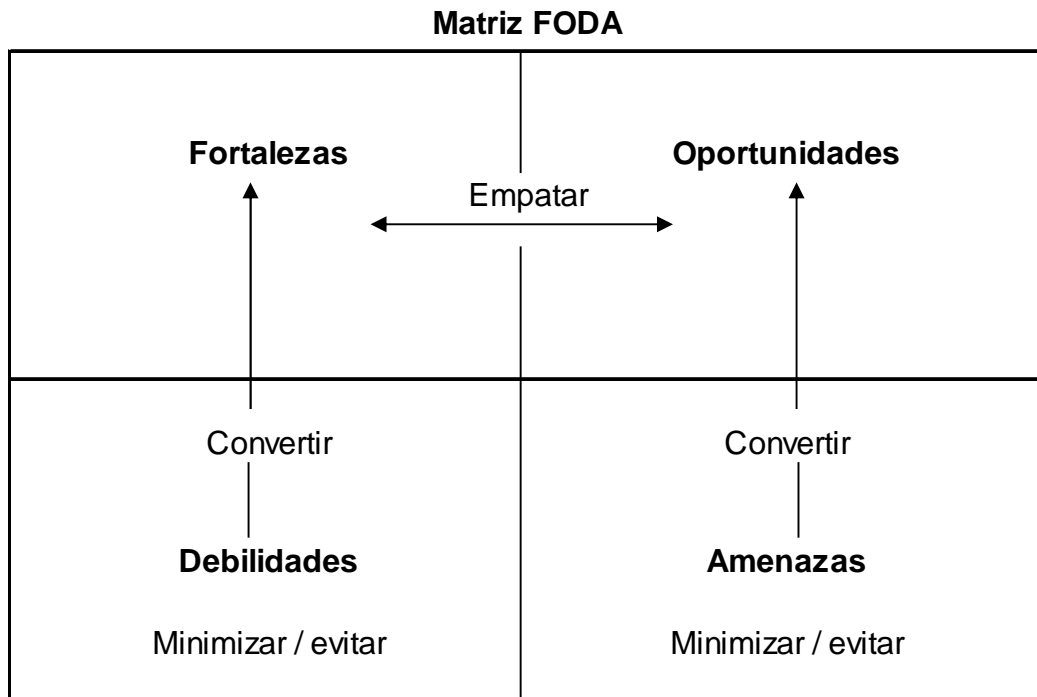 Matriz FODA
Fortalezas
Oportunidades
Empatar
Convertir
Convertir
Debilidades
Amenazas
Minimizar / evitar
Minimizar / evitar